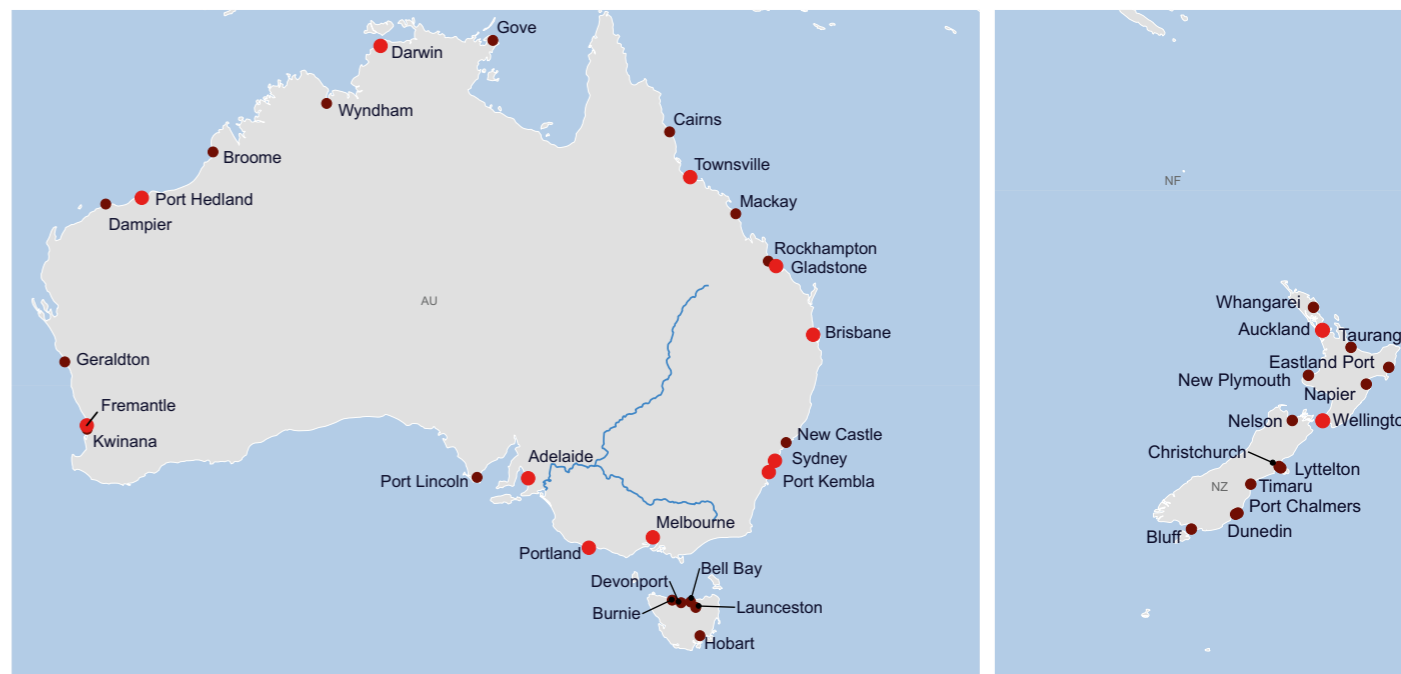 Gove
Darwin
Wyndham
Cairns
Broome
Townsville
Port Hedland
Mackay
Dampier
Rockhampton
Gladstone
AU
Brisbane
Geraldton
Fremantle
Kwinana
New Castle
Adelaide
Sydney
Port Lincoln
Port Kembla
Melbourne
Portland
Bell Bay
Devonport
Burnie
Launceston
Hobart
NF
Whangarei
Auckland
Taurang
Eastland Port
New Plymouth
Napier
Nelson
Wellingto
Christchurch
Lyttelton
NZ
Timaru
Port Chalmers
Bluff
Dunedin